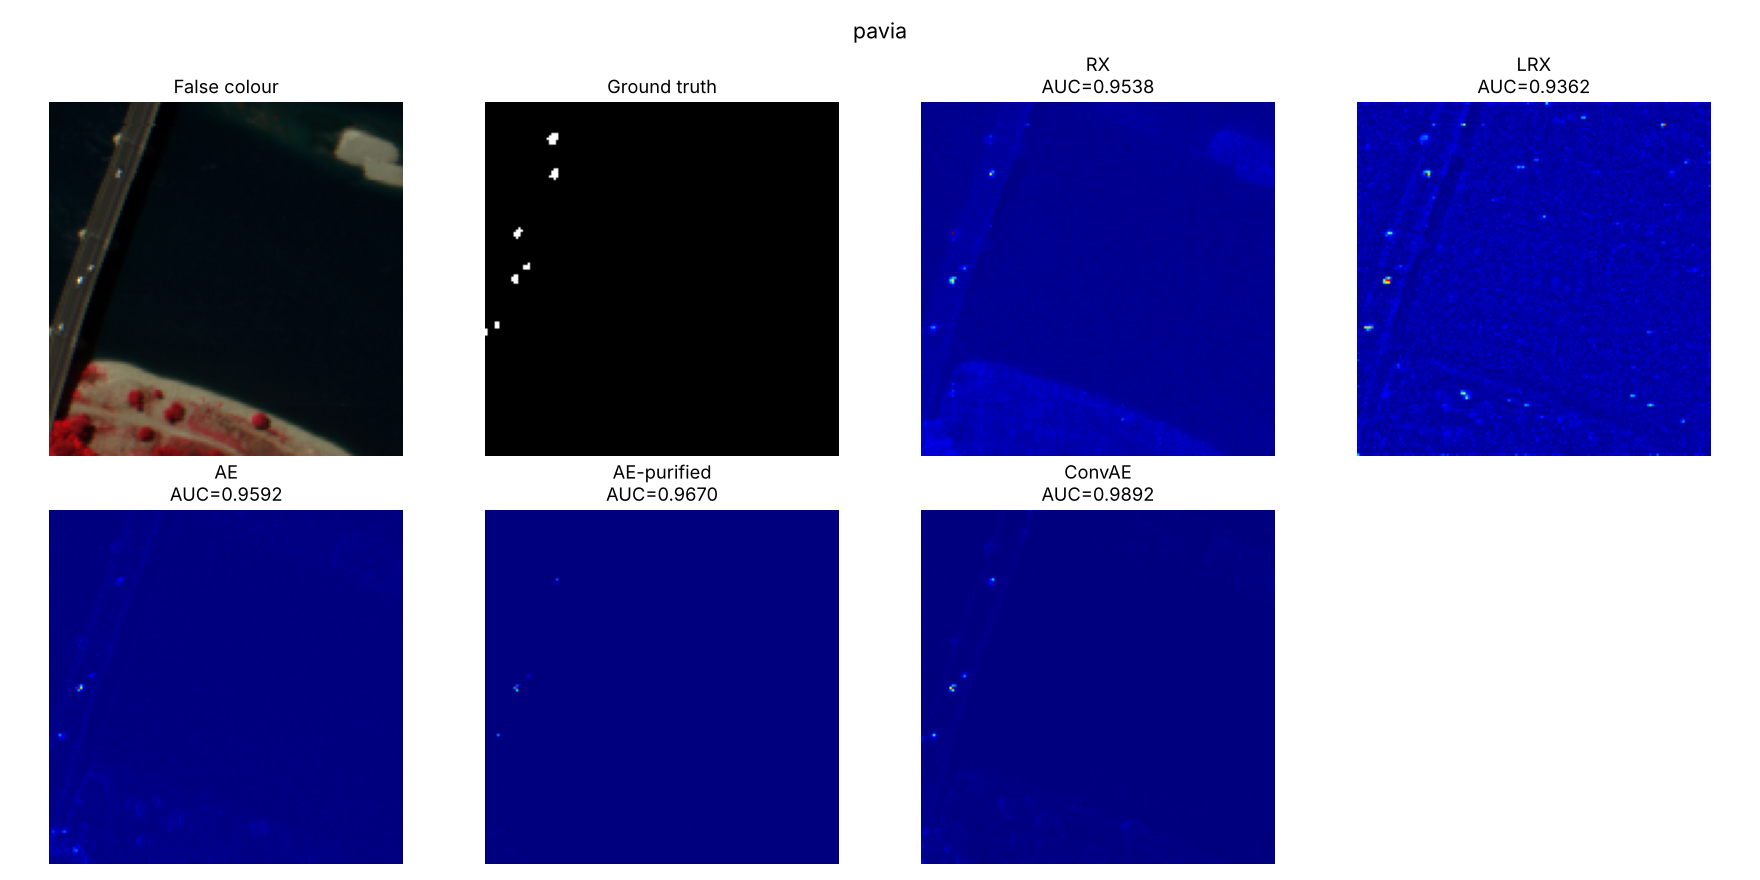 pavia
False colour
Ground truth
RX
AUC=0.9538
LRX
AUC=0.9362
AE
AUC=0.9592
AE-purified
AUC=0.9670
ConvAE
AUC=0.9892